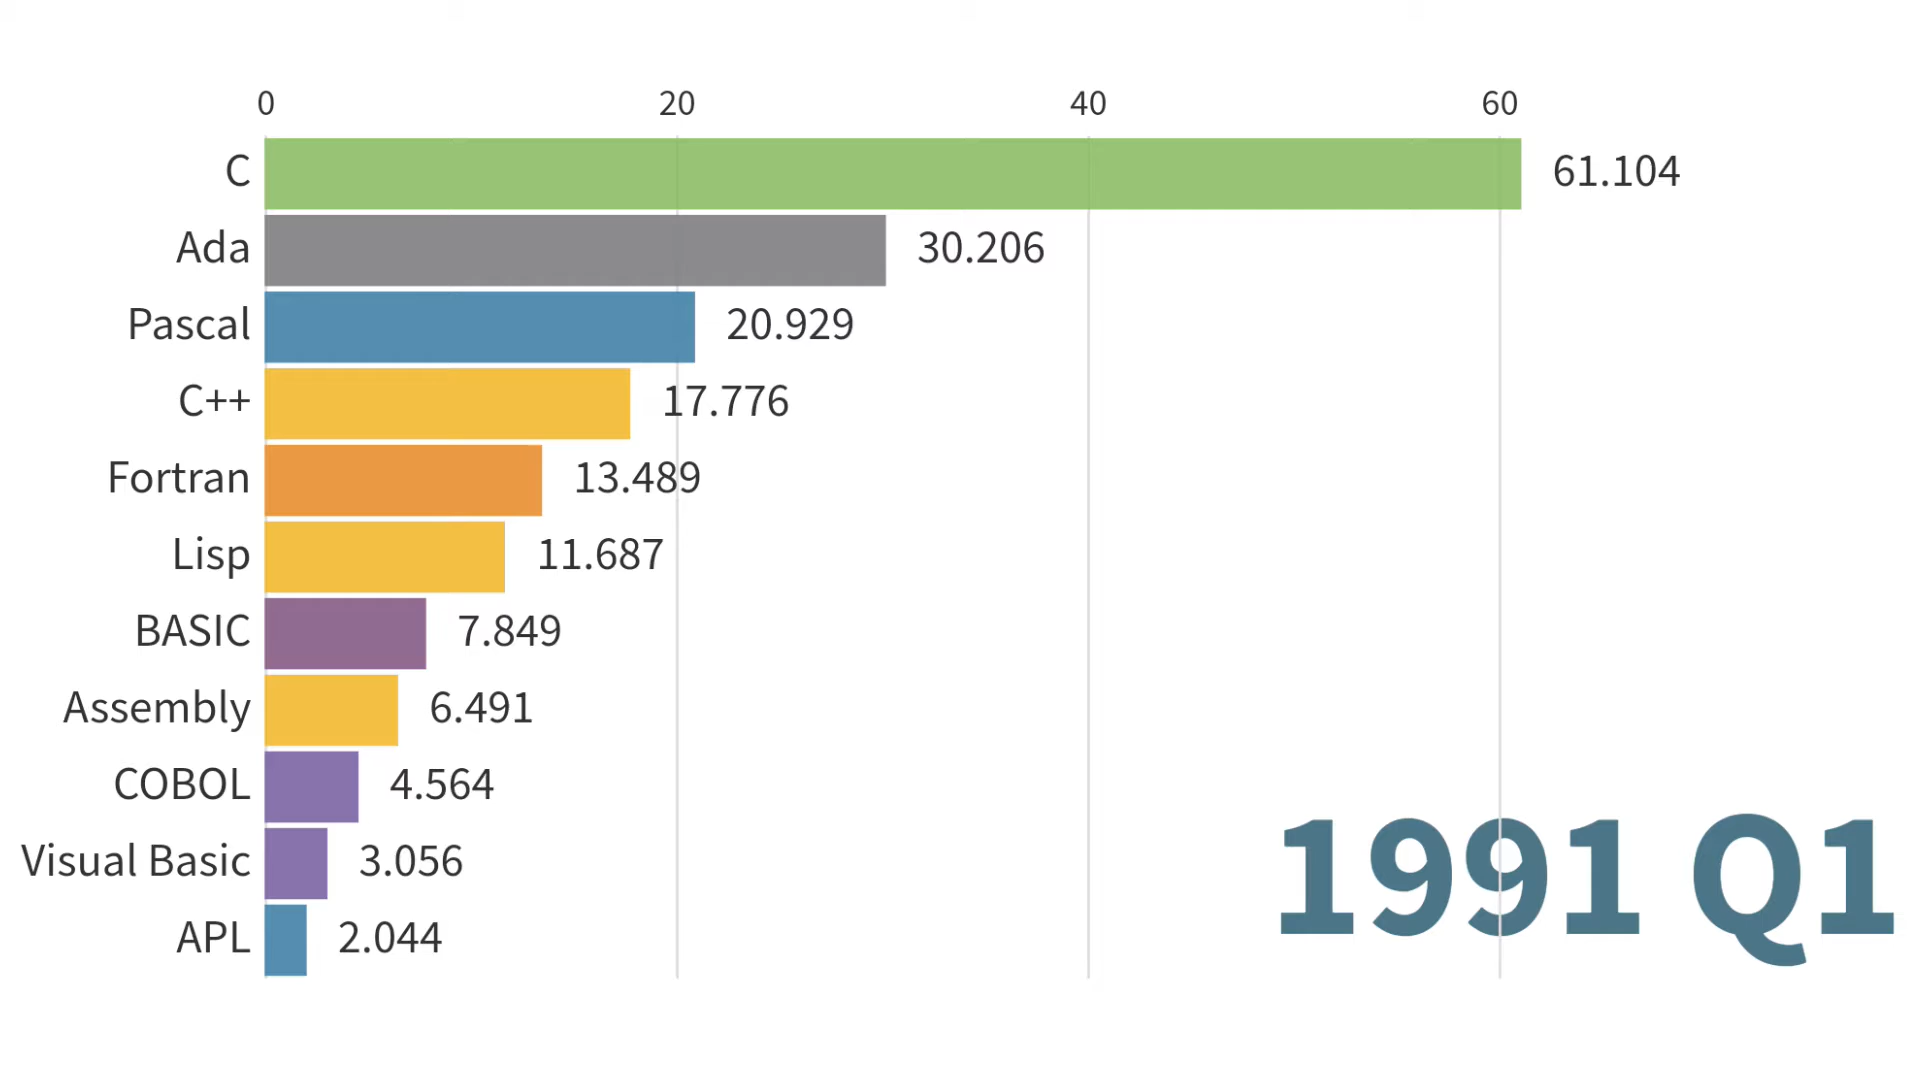 0 20 40 60
C 61.104
Ada 30.206
Pascal 20.929
C++ 17.776
Fortran 13.489
Lisp 11.687
BASIC 7.849
Assembly 6.491
COBOL 4.564
Visual Basic 3.056
APL 2.044
1991 Q1